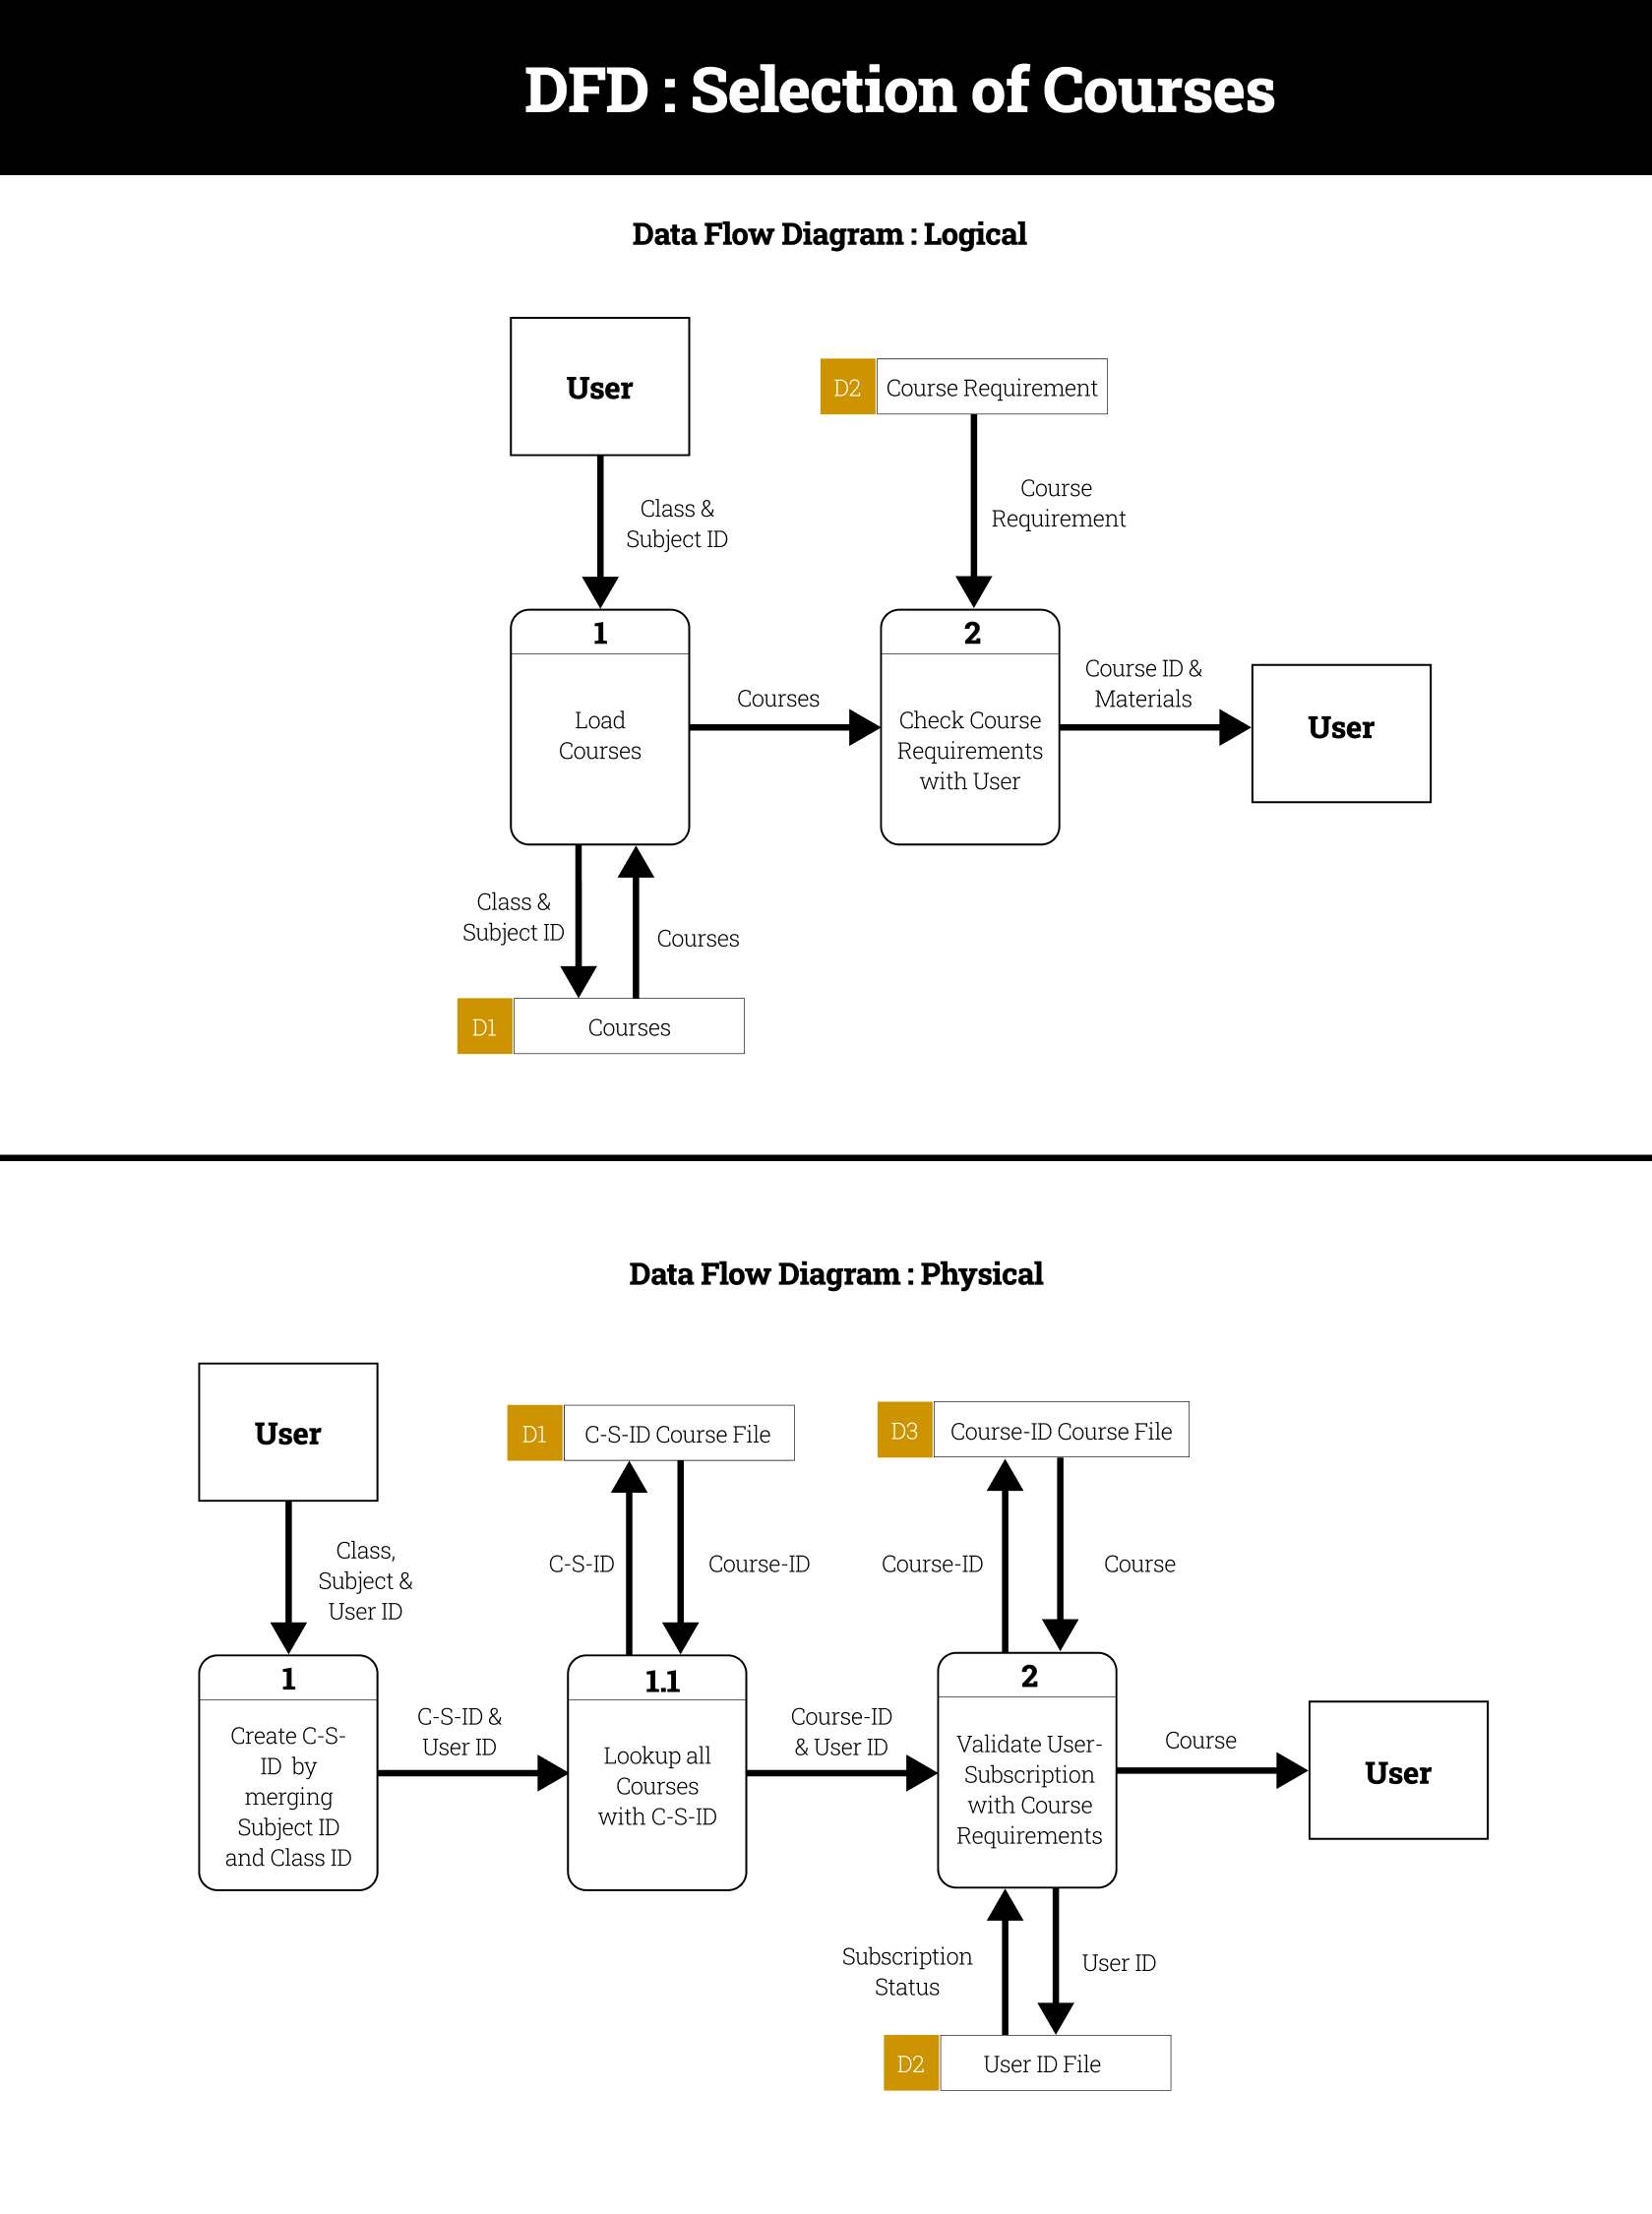 DFD : Selection of Courses
Data Flow Diagram : Logical
User
D2
Course Requirement
Class &
Subject ID
Course
Requirement
1
Load
Courses
Courses
2
Check Course
Requirements
with User
Course ID &
Materials
User
Class &
Subject ID
Courses
D1
Courses
Data Flow Diagram : Physical
User
D1
C-S-ID Course File
D3
Course-ID Course File
Class,
Subject &
User ID
C-S-ID
Course-ID
Course-ID
Course
1
Create C-S-
ID by
merging
Subject ID
and Class ID
C-S-ID &
User ID
1.1
Lookup all
Courses
with C-S-ID
Course-ID
& User ID
2
Validate User-
Subscription
with Course
Requirements
Course
User
Subscription
Status
User ID
D2
User ID File